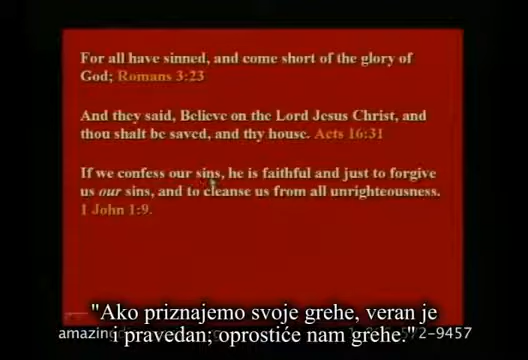 For all have sinned, and come short of the glory of
God; Romans 3:23
And they said, Believe on the Lord Jesus Christ, and
thou shalt be saved, and thy house. Acts 16:31
If we confess our sins, he is faithful and just to forgive
us our sins, and to cleanse us from all unrighteousness.
1 John 1:9.
"Ako priznajemo svoje grehe, veran je
i pravedan; oprostiće nam grehe."